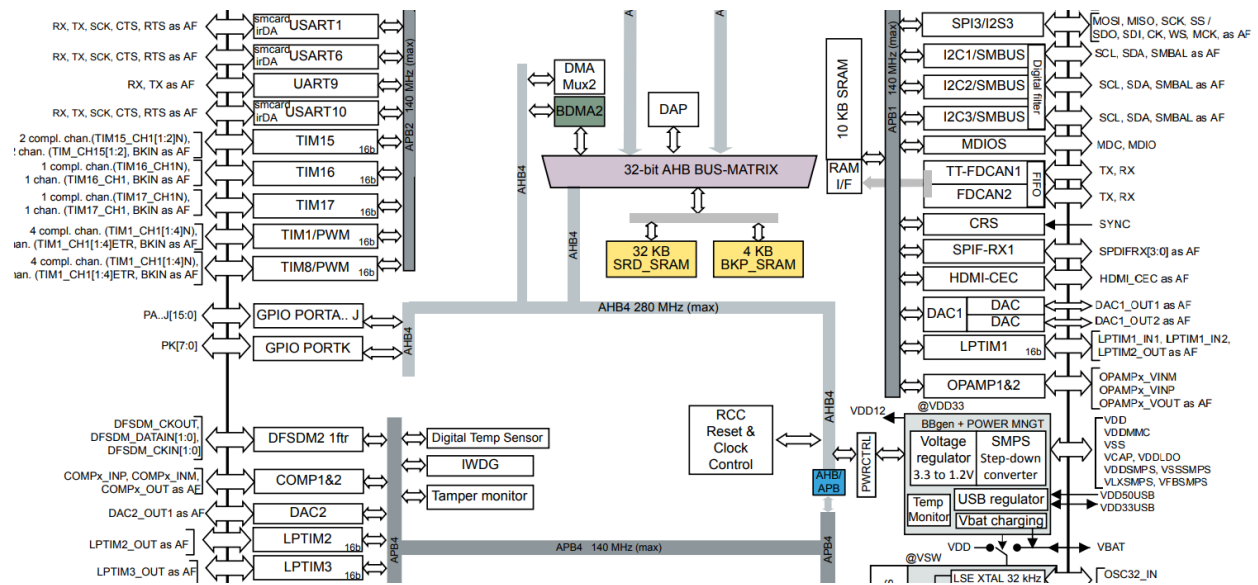 RX, TX, SCK, CTS, RTS as AF
smcard
irDA
USART1
RX, TX, SCK, CTS, RTS as AF
smcard
irDA
USART6
RX, TX as AF
UART9
RX, TX, SCK, CTS, RTS as AF
smcard
irDA
USART10
2 compl. chan.(TIM15_CH1[1:2]N),
chan. (TIM_CH15[1:2], BKIN as AF
TIM15
16b
1 compl. chan.(TIM16_CH1N),
1 chan. (TIM16_CH1, BKIN as AF
TIM16
1 compl. chan.(TIM17_CH1N),
1 chan. (TIM17_CH1, BKIN as AF
TIM17
16b
4 compl. chan. (TIM1_CH1[1:4]N),
an. (TIM1_CH1[1:4]ETR, BKIN as AF
TIM1/PWM
16b
4 compl. chan. (TIM1_CH1[1:4]N),
an. (TIM1_CH1[1:4]ETR, BKIN as AF
TIM8/PWM
16b
APB2 140 MHz (max)
PA..J[15:0]
GPIO PORTA.. J
PK[7:0]
GPIO PORTK
AHB4
DFSDM_CKOUT,
DFSDM_DATAIN[1:0],
DFSDM_CKIN[1:0]
DFSDM2 1ftr
COMPx_INP, COMPx_INM,
COMPx_OUT as AF
COMP1&2
DAC2_OUT1 as AF
DAC2
LPTIM2_OUT as AF
LPTIM2
16b
LPTIM3_OUT as AF
LPTIM3
16b
APB4
Digital Temp Sensor
IWDG
Tamper monitor
DMA
Mux2
BDMA2
DAP
AHB4
32-bit AHB BUS-MATRIX
AHB4
32 KB
SRD_SRAM
4 KB
BKP_SRAM
AHB4 280 MHz (max)
AHB4
RCC
Reset &
Clock
Control
AHB/
APB
PWRCTRL
APB4 140 MHz (max)
APB4
10 KB SRAM
RAM
I/F
APB1 140 MHz (max)
SPI3/I2S3
MOSI, MISO, SCK, SS /
SDO, SDI, CK, WS, MCK, as AF
I2C1/SMBUS
SCL, SDA, SMBAL as AF
I2C2/SMBUS
SCL, SDA, SMBAL as AF
I2C3/SMBUS
SCL, SDA, SMBAL as AF
Digital filter
MDIOS
MDC, MDIO
TT-FDCAN1
TX, RX
FDCAN2
TX, RX
FIFO
CRS
SYNC
SPIF-RX1
SPDIFRX[3:0] as AF
HDMI-CEC
HDMI_CEC as AF
DAC1
DAC
DAC1_OUT1 as AF
DAC
DAC1_OUT2 as AF
LPTIM1
16b
LPTIM1_IN1, LPTIM1_IN2,
LPTIM2_OUT as AF
OPAMP1&2
OPAMPx_VINM
OPAMPx_VINP
OPAMPx_VOUT as AF
VDD12
@VDD33
BBgen + POWER MNGT
Voltage
regulator
3.3 to 1.2V
SMPS
Step-down
converter
VDD
VDDMMC
VSS
VCAP, VDDLDO
VDDSMPS, VSSSMPS
VLXSMPS, VFBSMPS
Temp
Monitor
USB regulator
VDD50USB
VDD33USB
Vbat charging
VDD
VBAT
@VSW
LSE XTAL 32 kHz
OSC32_IN